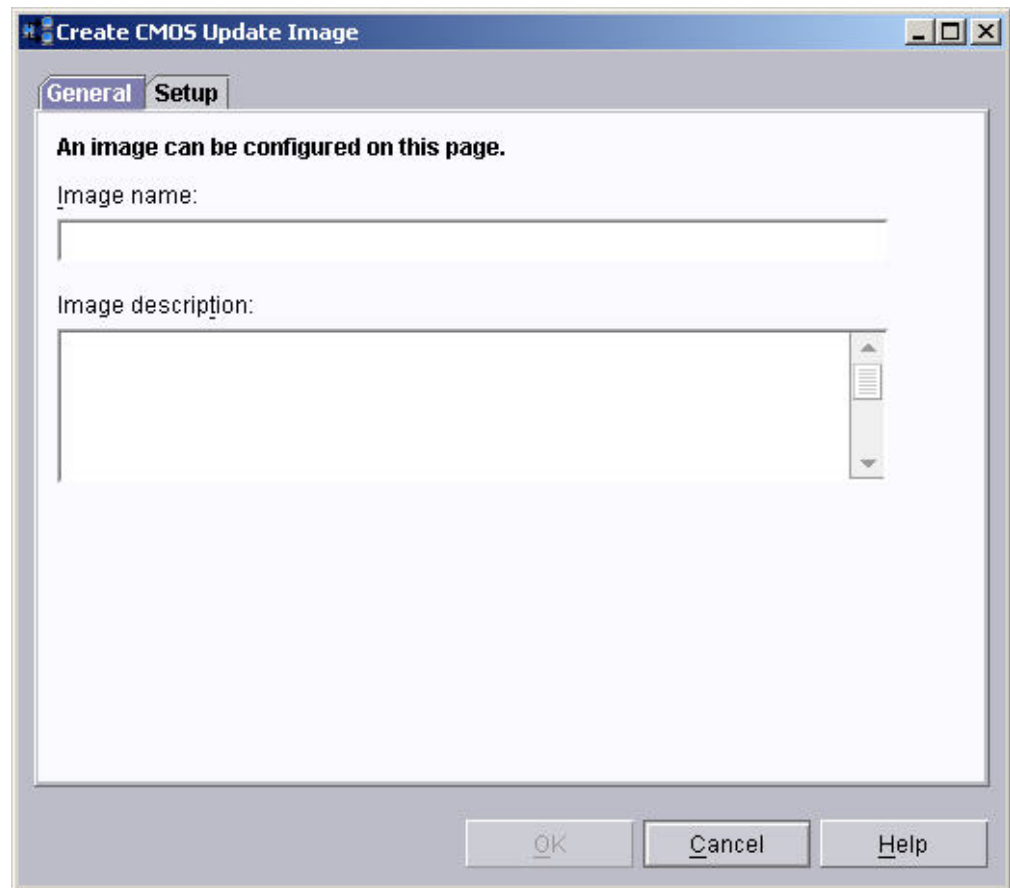 Create CMOS Update Image
General Setup
An image can be configured on this page.
Image name:
Image description:
OK Cancel Help